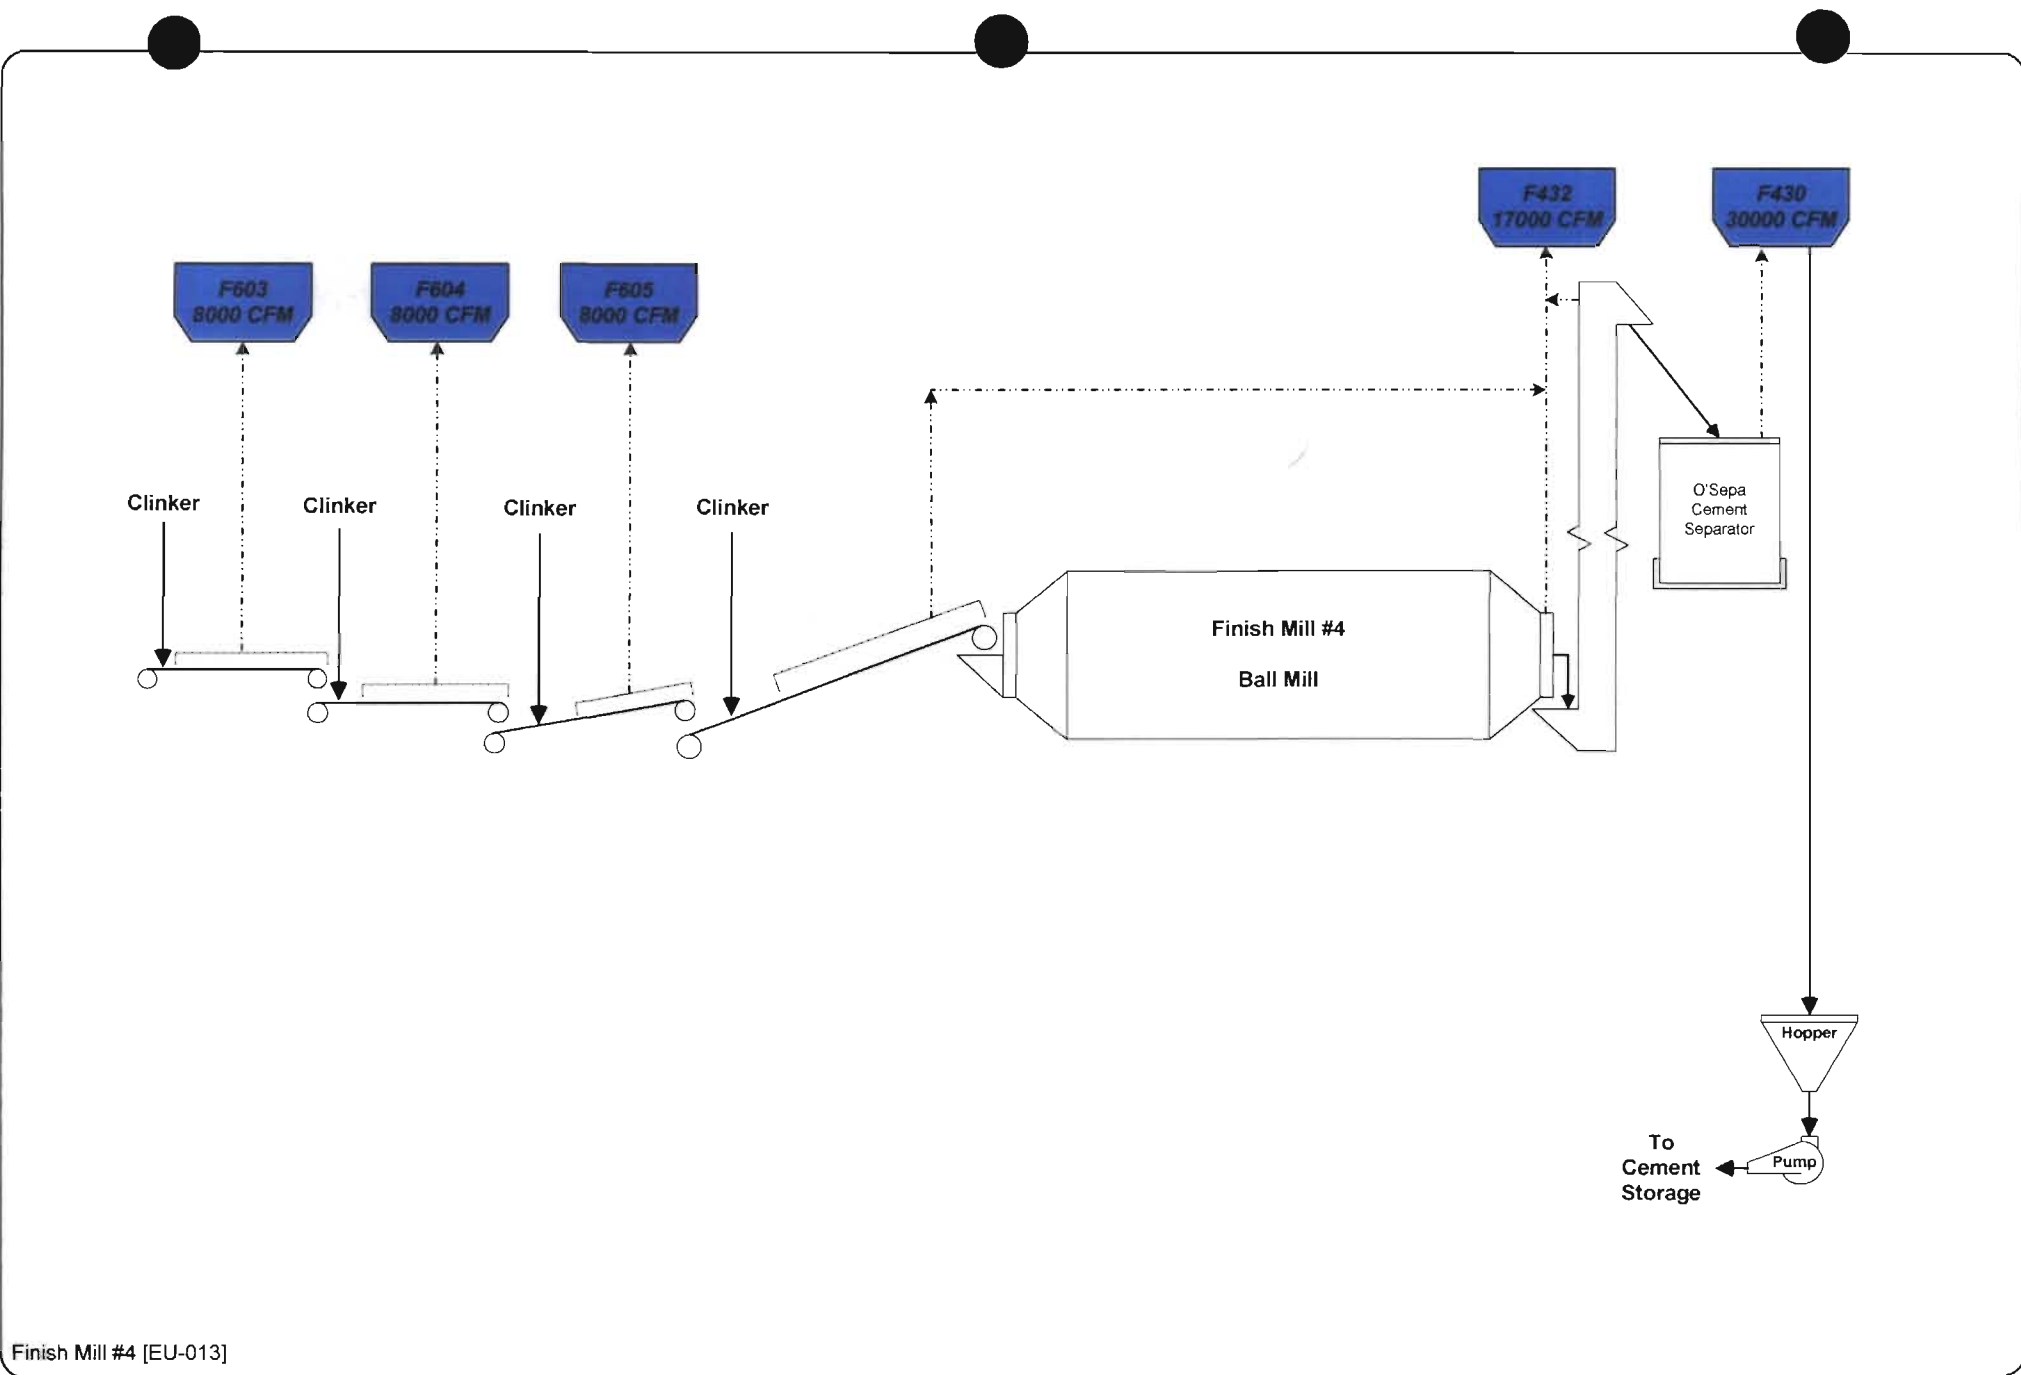 F432
17000 CFM
F430
30000 CFM
F603
8000 CFM
F604
8000 CFM
F605
8000 CFM
Clinker
Clinker
Clinker
Clinker
O'Sepa
Cement
Separator
Finish Mill #4
Ball Mill
Hopper
Pump
To
Cement
Storage
Finish Mill #4 [EU-013]